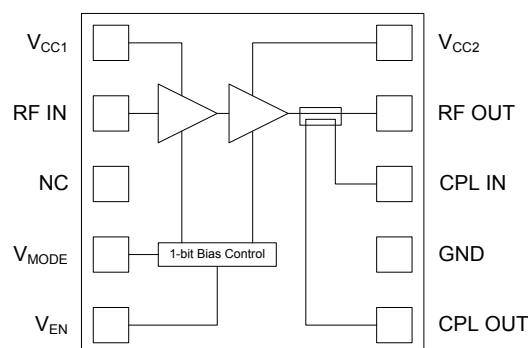 VCC1
VCC2
RF IN
RF OUT
NC
CPL IN
VMODE
1-bit Bias Control
GND
VEN
CPL OUT